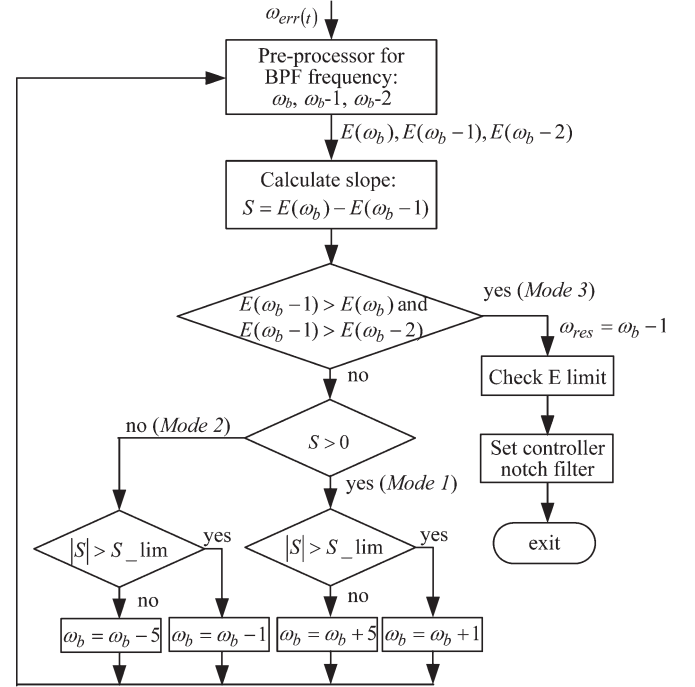 ω_err(t)
Pre-processor for
BPF frequency:
ω_b, ω_b-1, ω_b-2
E(ω_b), E(ω_b − 1), E(ω_b − 2)
Calculate slope:
S = E(ω_b) − E(ω_b − 1)
E(ω_b − 1) > E(ω_b) and
E(ω_b − 1) > E(ω_b − 2)
yes (Mode 3)
ω_res = ω_b − 1
Check E limit
Set controller
notch filter
exit
no
S > 0
no (Mode 2)
yes (Mode 1)
|S| > S_lim
yes
|S| > S_lim
yes
no
no
ω_b = ω_b − 5
ω_b = ω_b − 1
ω_b = ω_b + 5
ω_b = ω_b + 1